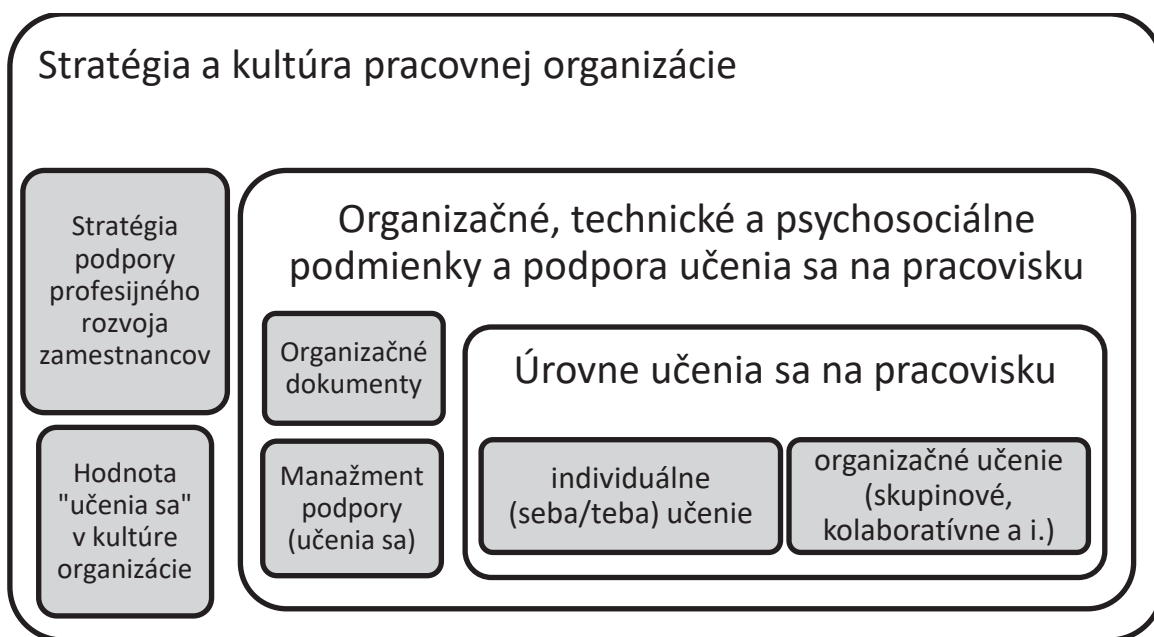 Stratégia a kultúra pracovnej organizácie
Stratégia
podpory
profesijného
rozvoja
zamestnancov
Hodnota
"učenia sa"
v kultúre
organizácie
Organizačné, technické a psychosociálne
podmienky a podpora učenia sa na pracovisku
Organizačné
dokumenty
Manažment
podpory
(učenia sa)
Úrovne učenia sa na pracovisku
individuálne
(seba/teba) učenie
organizačné učenie
(skupinové,
kolaboratívne a i.)